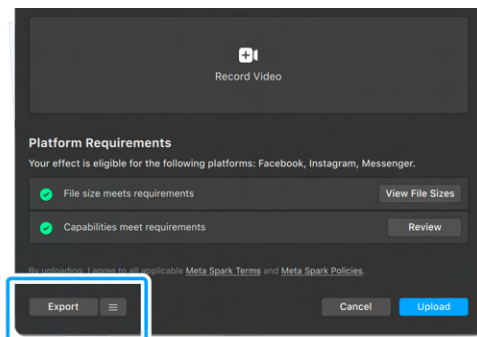 Record Video
Platform Requirements
Your effect is eligible for the following platforms: Facebook, Instagram, Messenger.
File size meets requirements
View File Sizes
Capabilities meet requirements
Review
By uploading, I agree to all applicable Meta Spark Terms and Meta Spark Policies.
Export
Cancel
Upload